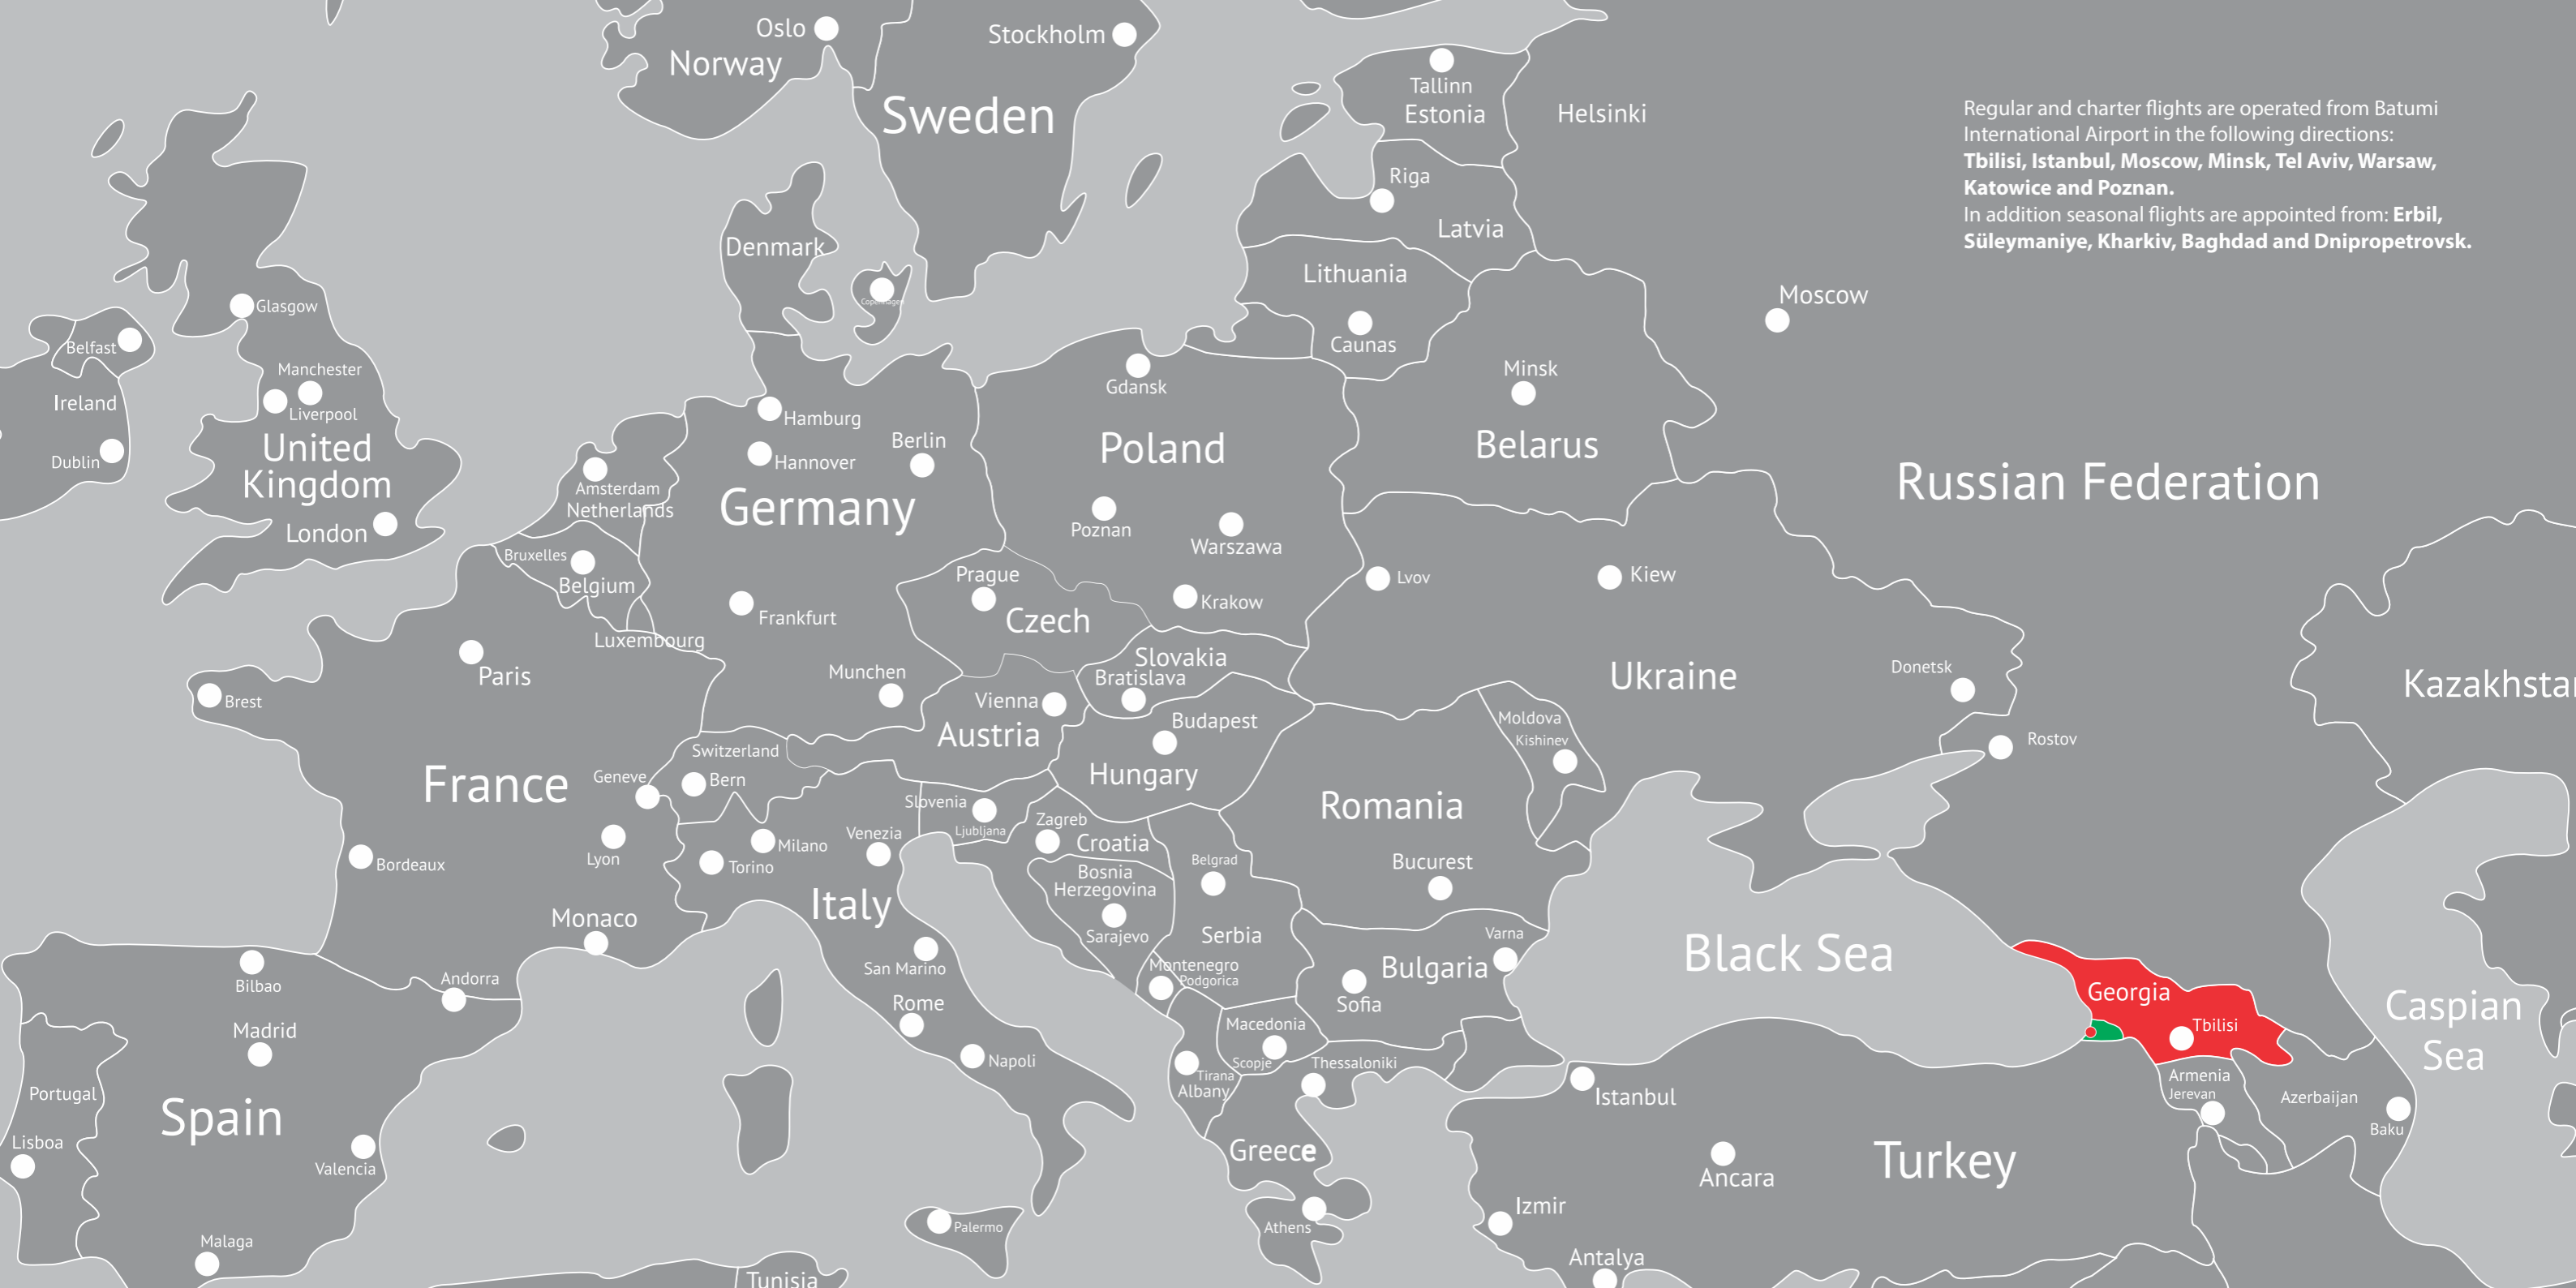 Oslo
Norway
Stockholm
Sweden
Tallinn
Estonia
Helsinki
Regular and charter flights are operated from Batumi
International Airport in the following directions:
Tbilisi, Istanbul, Moscow, Minsk, Tel Aviv, Warsaw,
Katowice and Poznan.
In addition seasonal flights are appointed from: Erbil,
Süleymaniye, Kharkiv, Baghdad and Dnipropetrovsk.
Riga
Latvia
Denmark
Copenhagen
Lithuania
Caunas
Moscow
Glasgow
Belfast
Manchester
Liverpool
Ireland
Dublin
United
Kingdom
London
Minsk
Belarus
Gdansk
Hamburg
Hannover
Berlin
Poland
Germany
Amsterdam
Netherlands
Poznan
Warszawa
Russian Federation
Bruxelles
Belgium
Luxembourg
Frankfurt
Prague
Czech
Krakow
Lvov
Kiew
Ukraine
Donetsk
Rostov
Kazakhstan
Paris
Brest
France
Munchen
Vienna
Austria
Slovakia
Bratislava
Budapest
Hungary
Moldova
Kishinev
Romania
Bucurest
Switzerland
Geneve
Bern
Lyon
Bordeaux
Slovenia
Ljubljana
Zagreb
Croatia
Venezia
Milano
Torino
Italy
Bosnia
Herzegovina
Sarajevo
Belgrad
Serbia
Monaco
San Marino
Rome
Napoli
Montenegro
Podgorica
Varna
Bulgaria
Sofia
Black Sea
Georgia
Tbilisi
Caspian
Sea
Bilbao
Andorra
Madrid
Portugal
Spain
Lisboa
Valencia
Malaga
Macedonia
Scopje
Thessaloniki
Tirana
Albany
Greece
Athens
Palermo
Tunisia
Istanbul
Ancara
Turkey
Izmir
Antalya
Armenia
Jerevan
Azerbaijan
Baku